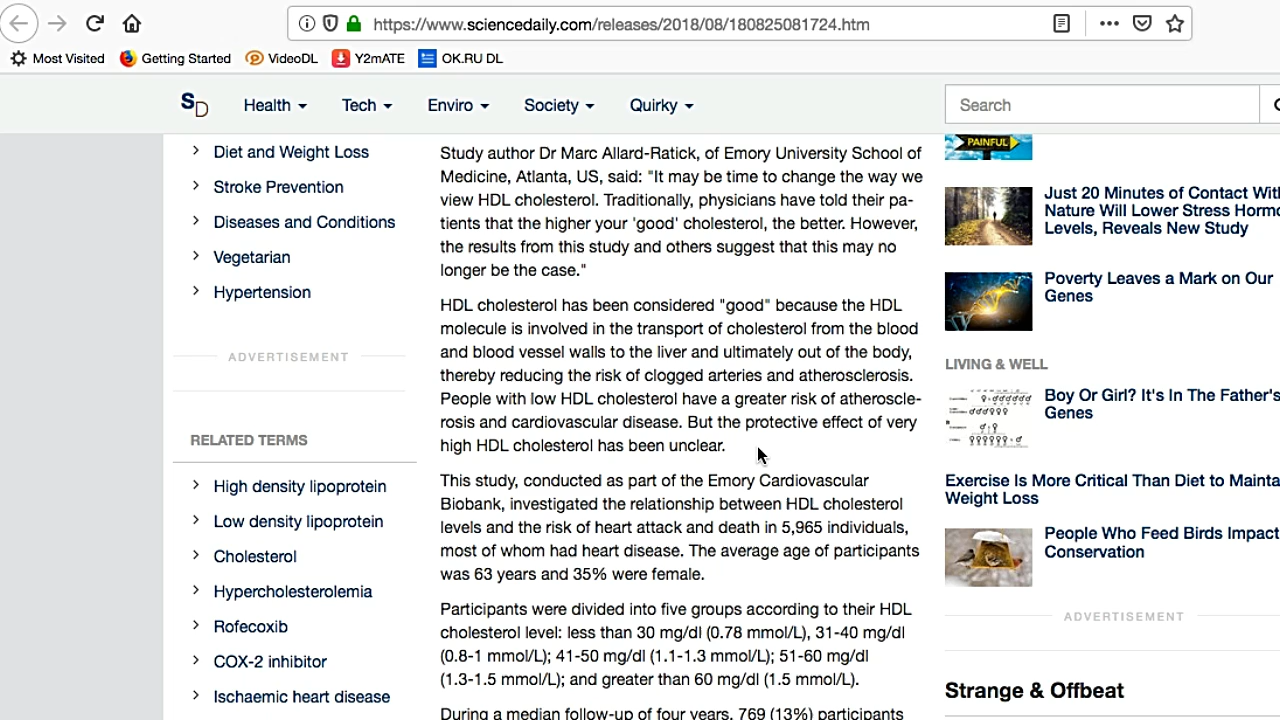 https://www.sciencedaily.com/releases/2018/08/180825081724.htm
Most Visited Getting Started VideoDL Y2mATE OK.RU DL
SD Health Tech Enviro Society Quirky Search
Diet and Weight Loss
Stroke Prevention
Diseases and Conditions
Vegetarian
Hypertension
ADVERTISEMENT
RELATED TERMS
High density lipoprotein
Low density lipoprotein
Cholesterol
Hypercholesterolemia
Rofecoxib
COX-2 inhibitor
Ischaemic heart disease
Study author Dr Marc Allard-Ratick, of Emory University School of
Medicine, Atlanta, US, said: "It may be time to change the way we
view HDL cholesterol. Traditionally, physicians have told their pa-
tients that the higher your 'good' cholesterol, the better. However,
the results from this study and others suggest that this may no
longer be the case."
HDL cholesterol has been considered "good" because the HDL
molecule is involved in the transport of cholesterol from the blood
and blood vessel walls to the liver and ultimately out of the body,
thereby reducing the risk of clogged arteries and atherosclerosis.
People with low HDL cholesterol have a greater risk of atheroscle-
rosis and cardiovascular disease. But the protective effect of very
high HDL cholesterol has been unclear.
This study, conducted as part of the Emory Cardiovascular
Biobank, investigated the relationship between HDL cholesterol
levels and the risk of heart attack and death in 5,965 individuals,
most of whom had heart disease. The average age of participants
was 63 years and 35% were female.
Participants were divided into five groups according to their HDL
cholesterol level: less than 30 mg/dl (0.78 mmol/L), 31-40 mg/dl
(0.8-1 mmol/L); 41-50 mg/dl (1.1-1.3 mmol/L); 51-60 mg/dl
(1.3-1.5 mmol/L); and greater than 60 mg/dl (1.5 mmol/L).
During a median follow-up of four years, 769 (13%) participants
PAINFUL
Just 20 Minutes of Contact With
Nature Will Lower Stress Hormo
Levels, Reveals New Study
Poverty Leaves a Mark on Our
Genes
LIVING & WELL
Boy Or Girl? It's In The Father's
Genes
Exercise Is More Critical Than Diet to Mainta
Weight Loss
People Who Feed Birds Impact
Conservation
ADVERTISEMENT
Strange & Offbeat